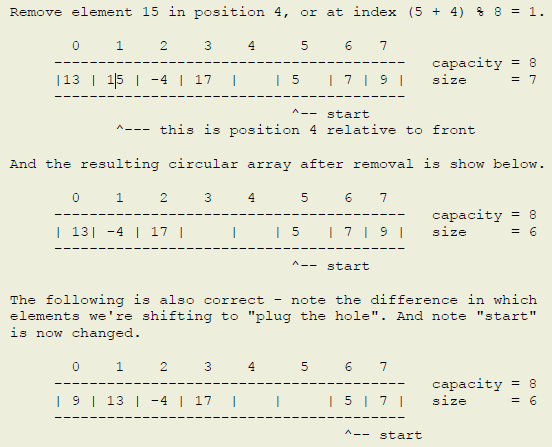 Remove element 15 in position 4, or at index (5 + 4) % 8 = 1.
0 1 2 3 4 5 6 7
------------------------------------------ capacity = 8
|13 | 15 | -4 | 17 | | 5 | 7 | 9 | size = 7
------------------------------------------
^-- start
^--- this is position 4 relative to front
And the resulting circular array after removal is show below.
0 1 2 3 4 5 6 7
------------------------------------------ capacity = 8
| 13| -4 | 17 | | | 5 | 7 | 9 | size = 6
------------------------------------------
^-- start
The following is also correct - note the difference in which
elements we're shifting to "plug the hole". And note "start"
is now changed.
0 1 2 3 4 5 6 7
------------------------------------------ capacity = 8
| 9 | 13 | -4 | 17 | | | 5 | 7 | size = 6
------------------------------------------
^-- start